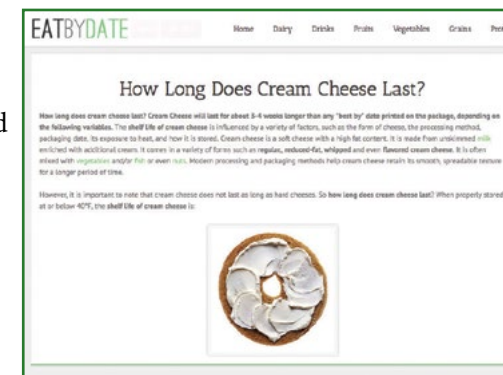 EATBYDATE
Home Dairy Drinks Fruits Vegetables Grains
How Long Does Cream Cheese Last?
How long does cream cheese last? Cream Cheese will last for about 3-4 weeks longer than any "best by" date printed on the package, depending on
the following variables. The shelf life of cream cheese is influenced by a variety of factors, such as the form of cheese, the processing method,
packaging date, its exposure to heat, and how it is stored. Cream cheese is a soft cheese with a high fat content. It is made from unskimmed milk
enriched with additional cream. It comes in a variety of forms such as regular, reduced-fat, whipped and even flavored cream cheese. It is often
mixed with vegetables and/or fish or even nuts. Modern processing and packaging methods help cream cheese retain its smooth, spreadable texture
for a longer period of time.
However, it is important to note that cream cheese does not last as long as hard cheeses. So how long does cream cheese last? When properly stored
at or below 40°F, the shelf life of cream cheese is: